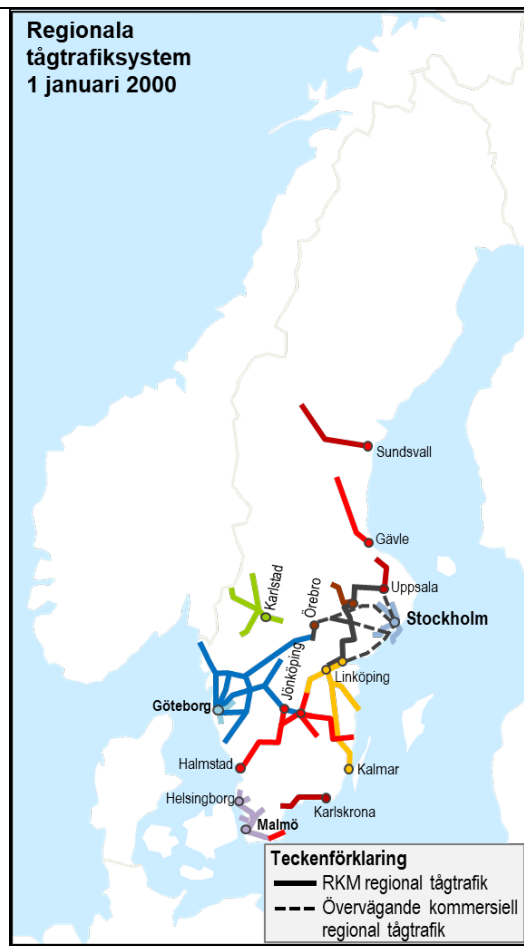 Regionala
tågtrafiksystem
1 januari 2000
Sundsvall
Gävle
Uppsala
Karlstad
Örebro
Stockholm
Jönköping
Linköping
Göteborg
Halmstad
Kalmar
Helsingborg
Karlskrona
Malmö
Teckenförklaring
RKM regional tågtrafik
Övervägande kommersiell
regional tågtrafik